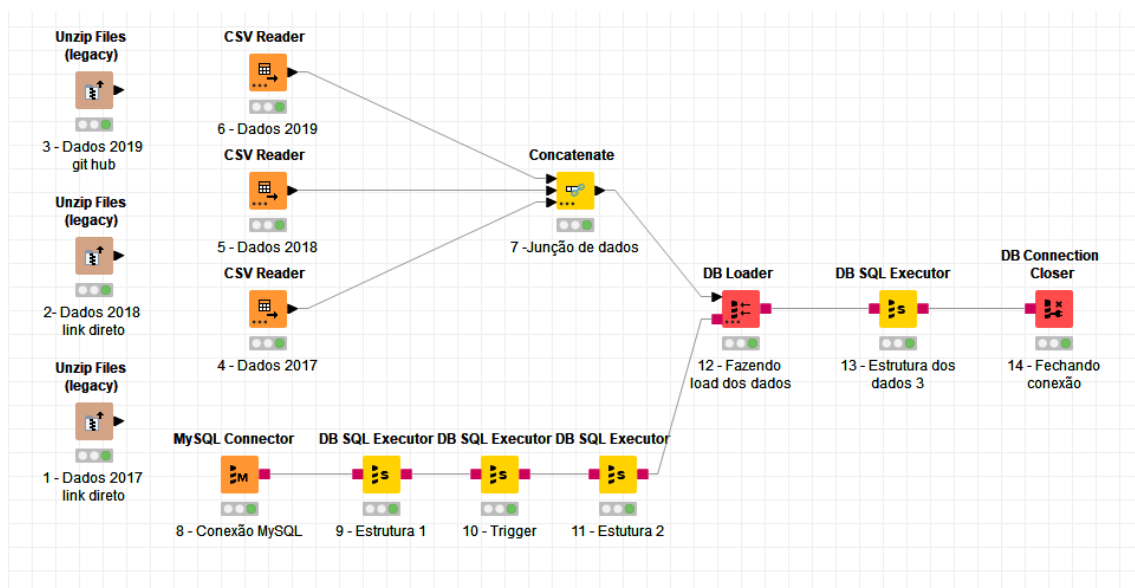 Unzip Files
(legacy)
3 - Dados 2019
git hub
CSV Reader
6 - Dados 2019
Unzip Files
(legacy)
2- Dados 2018
link direto
CSV Reader
5 - Dados 2018
Concatenate
7 -Junção de dados
CSV Reader
4 - Dados 2017
Unzip Files
(legacy)
1 - Dados 2017
link direto
MySQL Connector
M
8 - Conexão MySQL
DB SQL Executor
S
9 - Estrutura 1
DB SQL Executor
S
10 - Trigger
DB SQL Executor
S
11 - Estutura 2
DB Loader
12 - Fazendo
load dos dados
DB SQL Executor
S
13 - Estrutura dos
dados 3
DB Connection
Closer
14 - Fechando
conexão